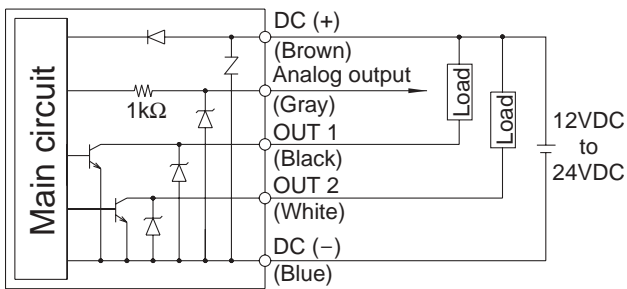 Main circuit
DC (+)
(Brown)
Analog output
1kΩ
(Gray)
OUT 1
(Black)
OUT 2
(White)
DC (−)
(Blue)
Load
Load
12VDC
to
24VDC